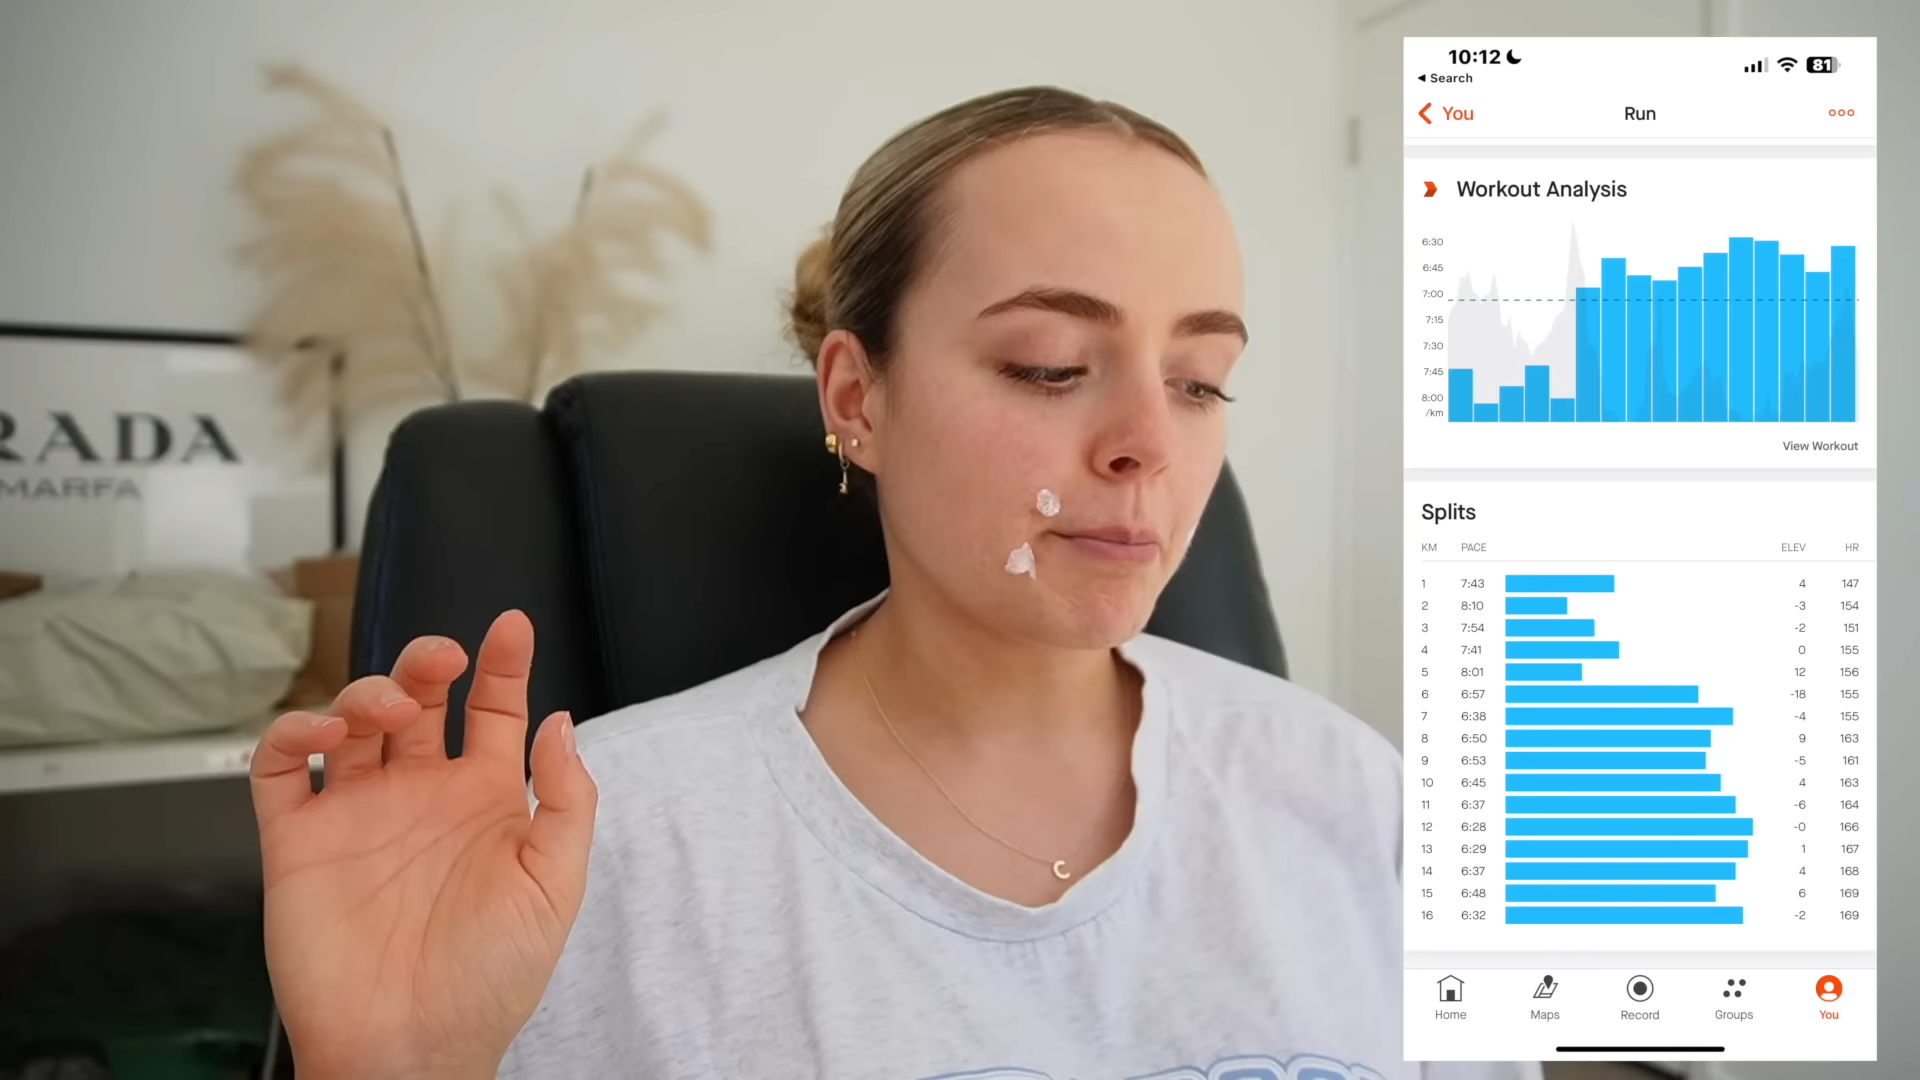 RADA
MARFA
10:12
81
Search
You
Run
Workout Analysis
6:30
6:45
7:00
7:15
7:30
7:45
8:00
/km
View Workout
Splits
KM PACE ELEV HR
1 7:43 4 147
2 8:10 -3 154
3 7:54 -2 151
4 7:41 0 155
5 8:01 12 156
6 6:57 -18 155
7 6:38 -4 155
8 6:50 9 163
9 6:53 -5 161
10 6:45 4 163
11 6:37 -6 164
12 6:28 -0 166
13 6:29 1 167
14 6:37 4 168
15 6:48 6 169
16 6:32 -2 169
Home Maps Record Groups You
C